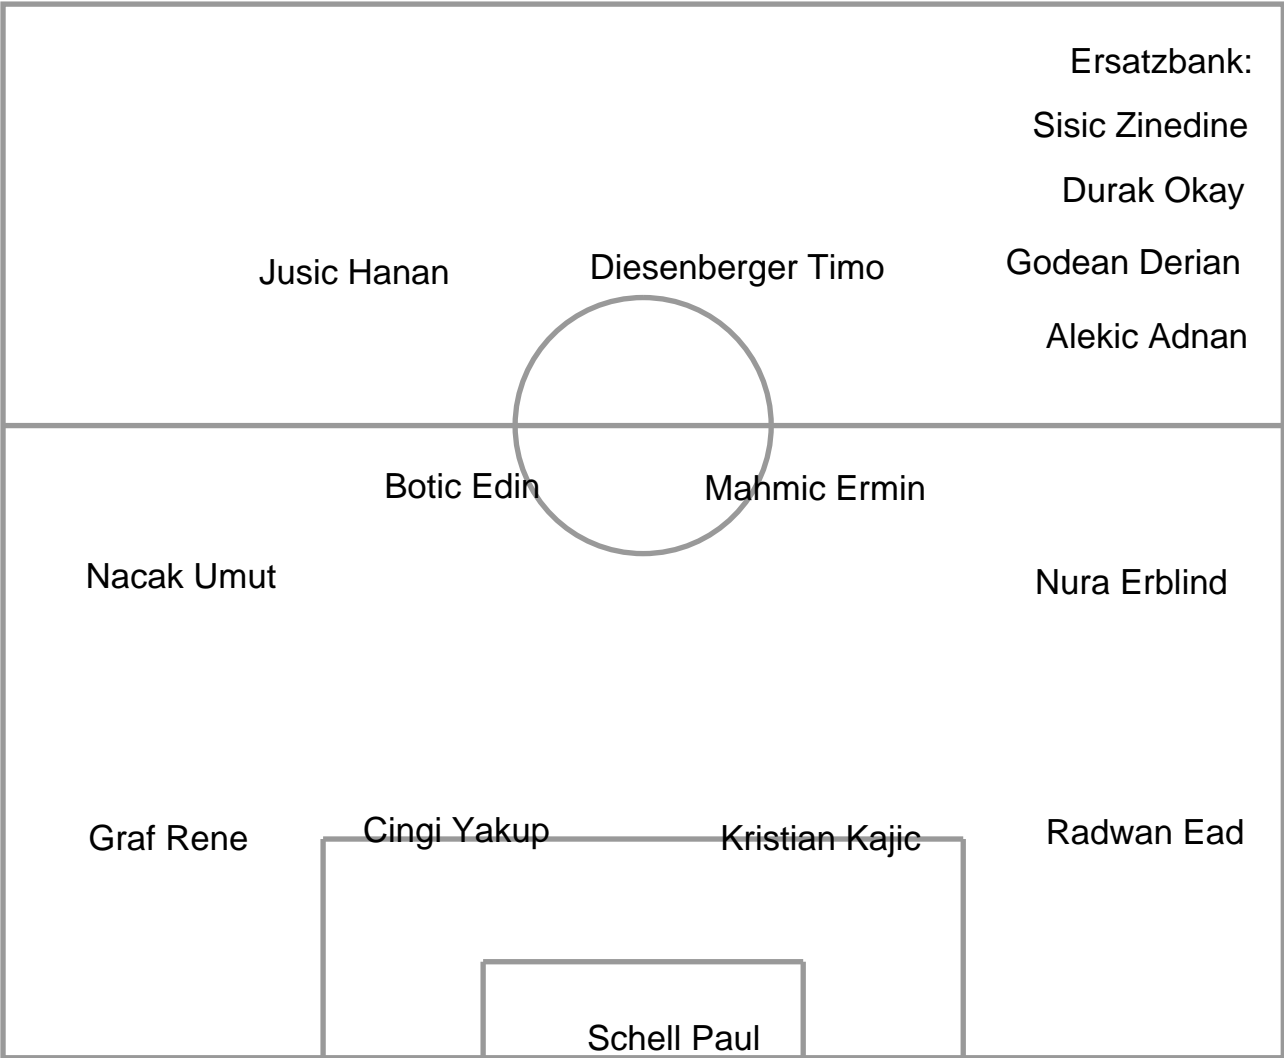 Ersatzbank:
Sisic Zinedine
Durak Okay
Godean Derian
Alekic Adnan
Jusic Hanan
Diesenberger Timo
Botic Edin
Mahmic Ermin
Nacak Umut
Nura Erblind
Graf Rene
Cingi Yakup
Kristian Kajic
Radwan Ead
Schell Paul